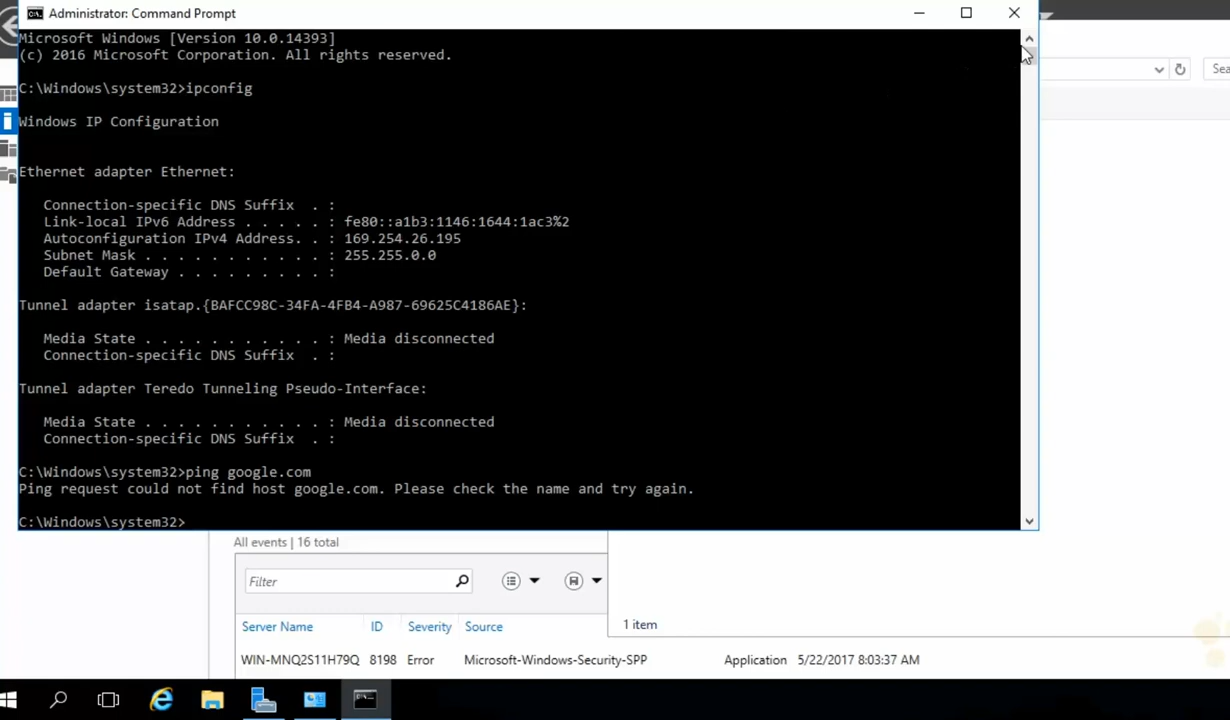 Administrator: Command Prompt
Microsoft Windows [Version 10.0.14393]
(c) 2016 Microsoft Corporation. All rights reserved.
C:\Windows\system32>ipconfig
Windows IP Configuration
Ethernet adapter Ethernet:
Connection-specific DNS Suffix . :
Link-local IPv6 Address . . . . . : fe80::a1b3:1146:1644:1ac3%2
Autoconfiguration IPv4 Address. . : 169.254.26.195
Subnet Mask . . . . . . . . . . . : 255.255.0.0
Default Gateway . . . . . . . . . :
Tunnel adapter isatap.{BAFCC98C-34FA-4FB4-A987-69625C4186AE}:
Media State . . . . . . . . . . . : Media disconnected
Connection-specific DNS Suffix . :
Tunnel adapter Teredo Tunneling Pseudo-Interface:
Media State . . . . . . . . . . . : Media disconnected
Connection-specific DNS Suffix . :
C:\Windows\system32>ping google.com
Ping request could not find host google.com. Please check the name and try again.
C:\Windows\system32>
Sea
All events | 16 total
Filter
1 item
Server Name ID Severity Source
WIN-MNQ2S11H79Q 8198 Error Microsoft-Windows-Security-SPP Application 5/22/2017 8:03:37 AM